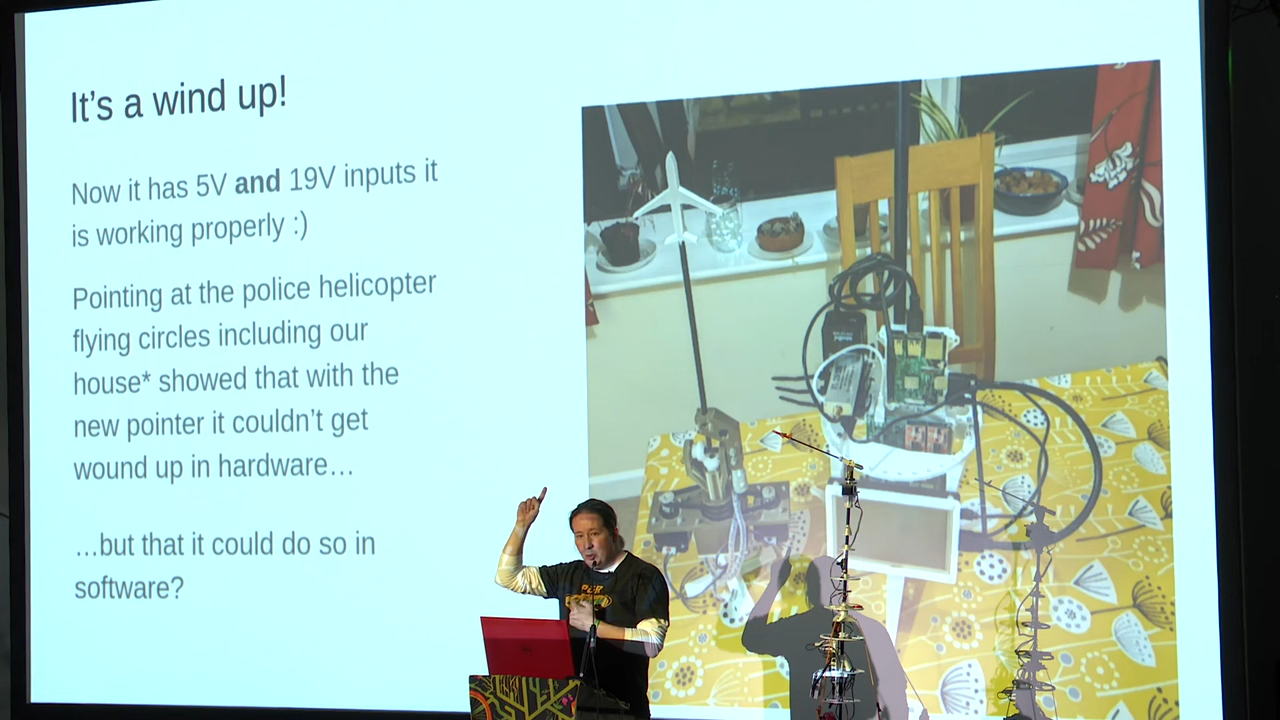 It's a wind up!
Now it has 5V and 19V inputs it
is working properly :)
Pointing at the police helicopter
flying circles including our
house* showed that with the
new pointer it couldn't get
wound up in hardware…
…but that it could do so in
software?